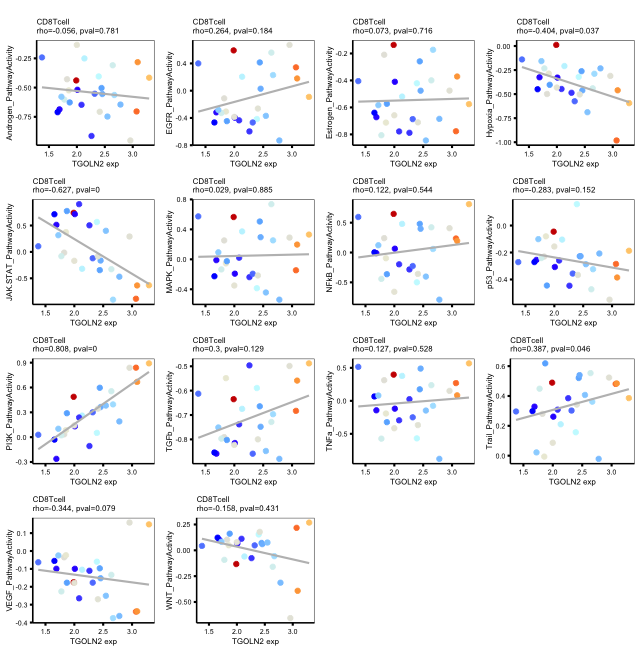 CD8Tcell
rho=-0.056, pval=0.781
Androgen_PathwayActivity
-0.25
-0.50
-0.75
1.5 2.0 2.5 3.0
TGOLN2 exp
CD8Tcell
rho=0.264, pval=0.184
EGFR_PathwayActivity
0.4
0.0
-0.4
-0.8
1.5 2.0 2.5 3.0
TGOLN2 exp
CD8Tcell
rho=0.073, pval=0.716
Estrogen_PathwayActivity
-0.2
-0.4
-0.6
-0.8
1.5 2.0 2.5 3.0
TGOLN2 exp
CD8Tcell
rho=-0.404, pval=0.037
Hypoxia_PathwayActivity
0.00
-0.25
-0.50
-0.75
-1.00
1.5 2.0 2.5 3.0
TGOLN2 exp
CD8Tcell
rho=-0.627, pval=0
JAK.STAT_PathwayActivity
0.5
0.0
-0.5
1.5 2.0 2.5 3.0
TGOLN2 exp
CD8Tcell
rho=0.029, pval=0.885
MAPK_PathwayActivity
0.8
0.4
0.0
-0.4
1.5 2.0 2.5 3.0
TGOLN2 exp
CD8Tcell
rho=0.122, pval=0.544
NFkB_PathwayActivity
0.5
0.0
-0.5
1.5 2.0 2.5 3.0
TGOLN2 exp
CD8Tcell
rho=-0.283, pval=0.152
p53_PathwayActivity
0.0
-0.2
-0.4
1.5 2.0 2.5 3.0
TGOLN2 exp
CD8Tcell
rho=0.808, pval=0
PI3K_PathwayActivity
0.9
0.6
0.3
0.0
-0.3
1.5 2.0 2.5 3.0
TGOLN2 exp
CD8Tcell
rho=0.3, pval=0.129
TGFb_PathwayActivity
-0.5
-0.6
-0.7
-0.8
1.5 2.0 2.5 3.0
TGOLN2 exp
CD8Tcell
rho=0.127, pval=0.528
TNFa_PathwayActivity
0.5
0.0
-0.5
1.5 2.0 2.5 3.0
TGOLN2 exp
CD8Tcell
rho=0.387, pval=0.046
Trail_PathwayActivity
0.6
0.4
0.2
0.0
1.5 2.0 2.5 3.0
TGOLN2 exp
CD8Tcell
rho=-0.344, pval=0.079
VEGF_PathwayActivity
0.1
0.0
-0.1
-0.2
-0.3
-0.4
1.5 2.0 2.5 3.0
TGOLN2 exp
CD8Tcell
rho=-0.158, pval=0.431
WNT_PathwayActivity
0.25
0.00
-0.25
-0.50
1.5 2.0 2.5 3.0
TGOLN2 exp